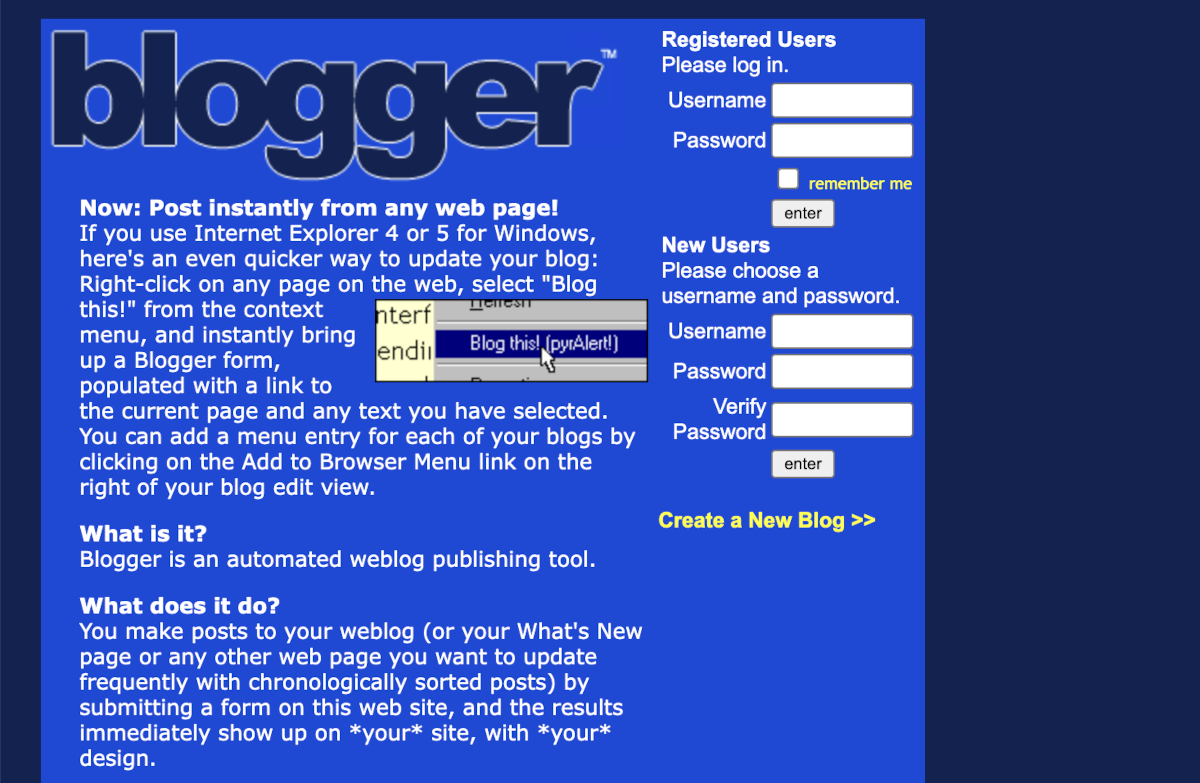 blogger™
Now: Post instantly from any web page!
If you use Internet Explorer 4 or 5 for Windows,
here's an even quicker way to update your blog:
Right-click on any page on the web, select "Blog
this!" from the context
menu, and instantly bring
up a Blogger form,
populated with a link to
the current page and any text you have selected.
You can add a menu entry for each of your blogs by
clicking on the Add to Browser Menu link on the
right of your blog edit view.
Blog this! (pyrAlert!)
What is it?
Blogger is an automated weblog publishing tool.
What does it do?
You make posts to your weblog (or your What's New
page or any other web page you want to update
frequently with chronologically sorted posts) by
submitting a form on this web site, and the results
immediately show up on *your* site, with *your*
design.
Registered Users
Please log in.
Username
Password
remember me
enter
New Users
Please choose a
username and password.
Username
Password
Verify
Password
enter
Create a New Blog >>